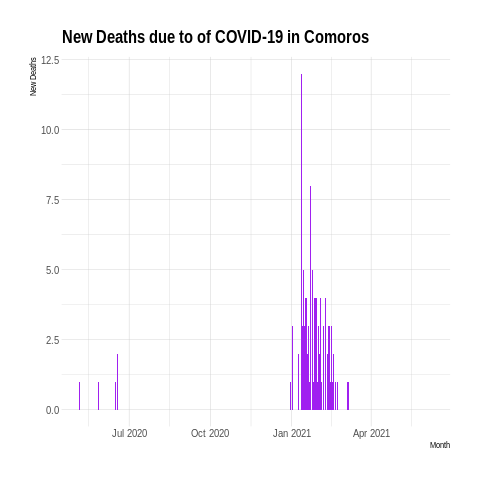 New Deaths due to of COVID-19 in Comoros
New Deaths
12.5
10.0
7.5
5.0
2.5
0.0
Jul 2020 Oct 2020 Jan 2021 Apr 2021
Month